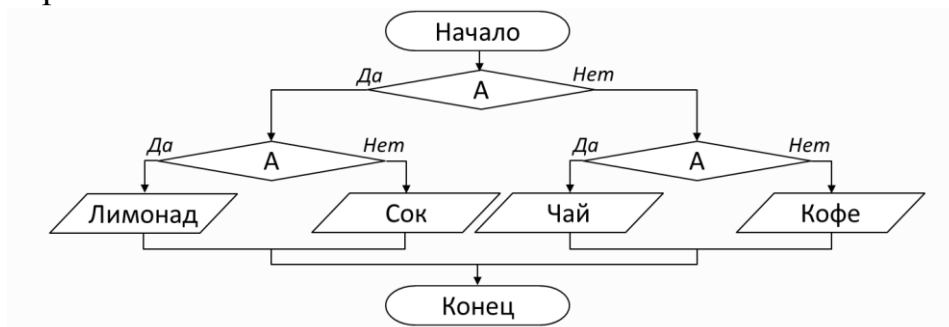 Начало
Да
Нет
А
Да
Нет
Да
Нет
А
А
Лимонад
Сок
Чай
Кофе
Конец